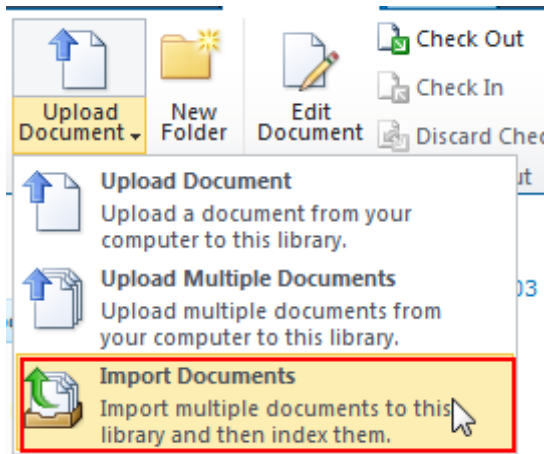 Upload Document
New Folder
Edit Document
Check Out
Check In
Discard Chec
Upload Document
Upload a document from your
computer to this library.
Upload Multiple Documents
Upload multiple documents from
your computer to this library.
Import Documents
Import multiple documents to this
library and then index them.
03